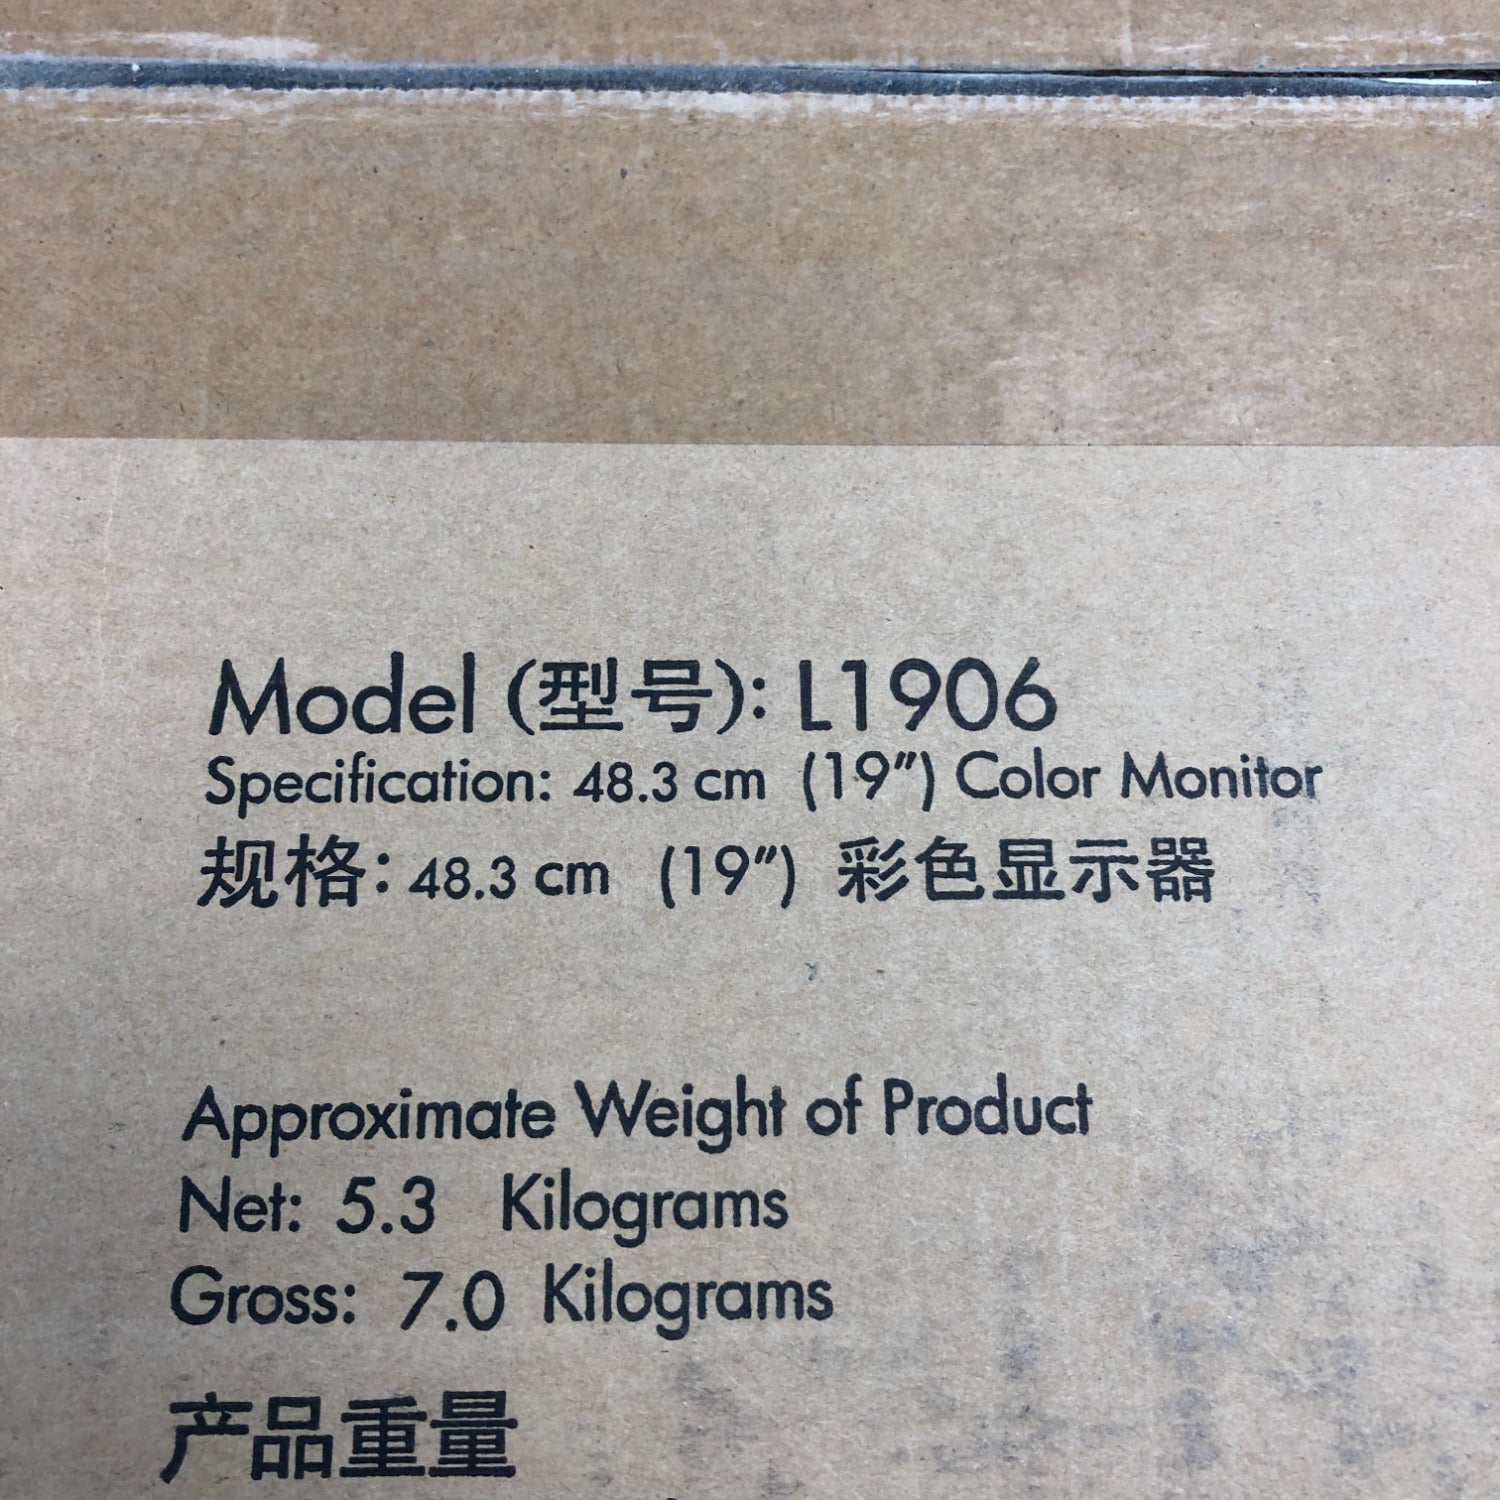 Model (型号): L1906
Specification: 48.3 cm (19") Color Monitor
规格: 48.3 cm (19") 彩色显示器
Approximate Weight of Product
Net: 5.3 Kilograms
Gross: 7.0 Kilograms
产品重量